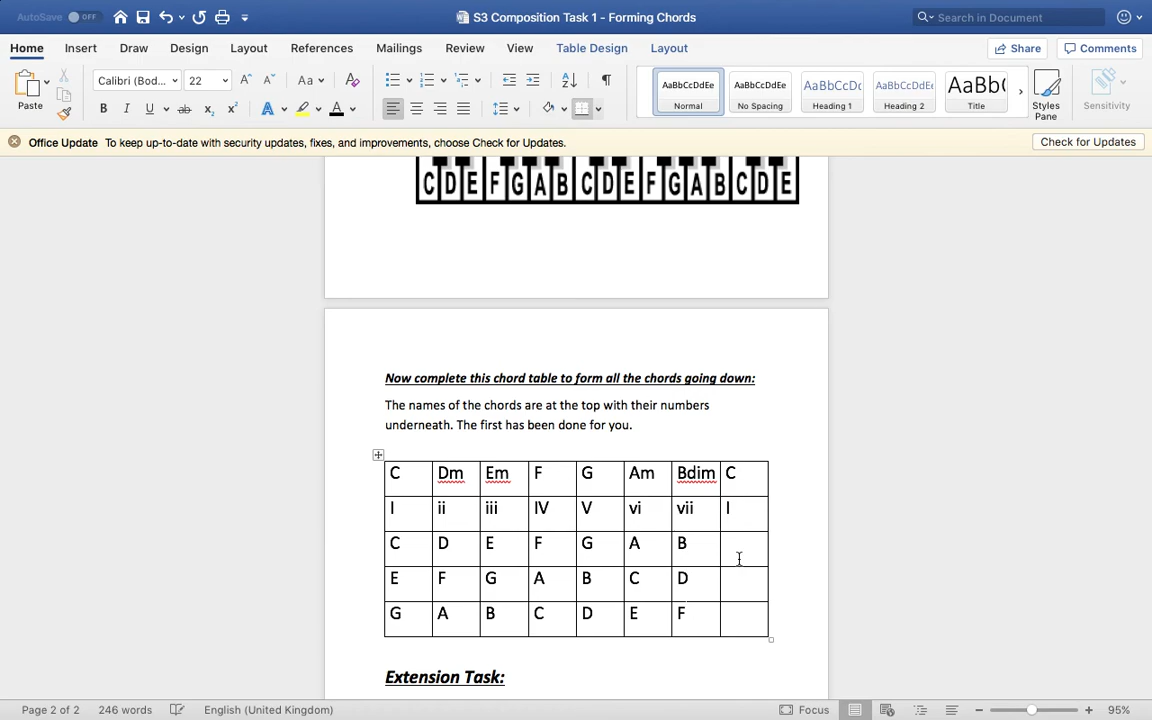 AutoSave OFF S3 Composition Task 1 - Forming Chords Search in Document
Home Insert Draw Design Layout References Mailings Review View Table Design Layout Share Comments
Paste Calibri (Bod... 22 A A Aa A
B I U ab x₂ x² A A
AaBbCcDdEe AaBbCcDdEe AaBbCcDc AaBbCcDdEe AaBb(
Normal No Spacing Heading 1 Heading 2 Title Styles Pane Sensitivity
Office Update To keep up-to-date with security updates, fixes, and improvements, choose Check for Updates. Check for Updates
C D E F G A B C D E F G A B C D E
Now complete this chord table to form all the chords going down:
The names of the chords are at the top with their numbers
underneath. The first has been done for you.
C Dm Em F G Am Bdim C
I ii iii IV V vi vii I
C D E F G A B
E F G A B C D
G A B C D E F
Extension Task:
Page 2 of 2 246 words English (United Kingdom) Focus 95%